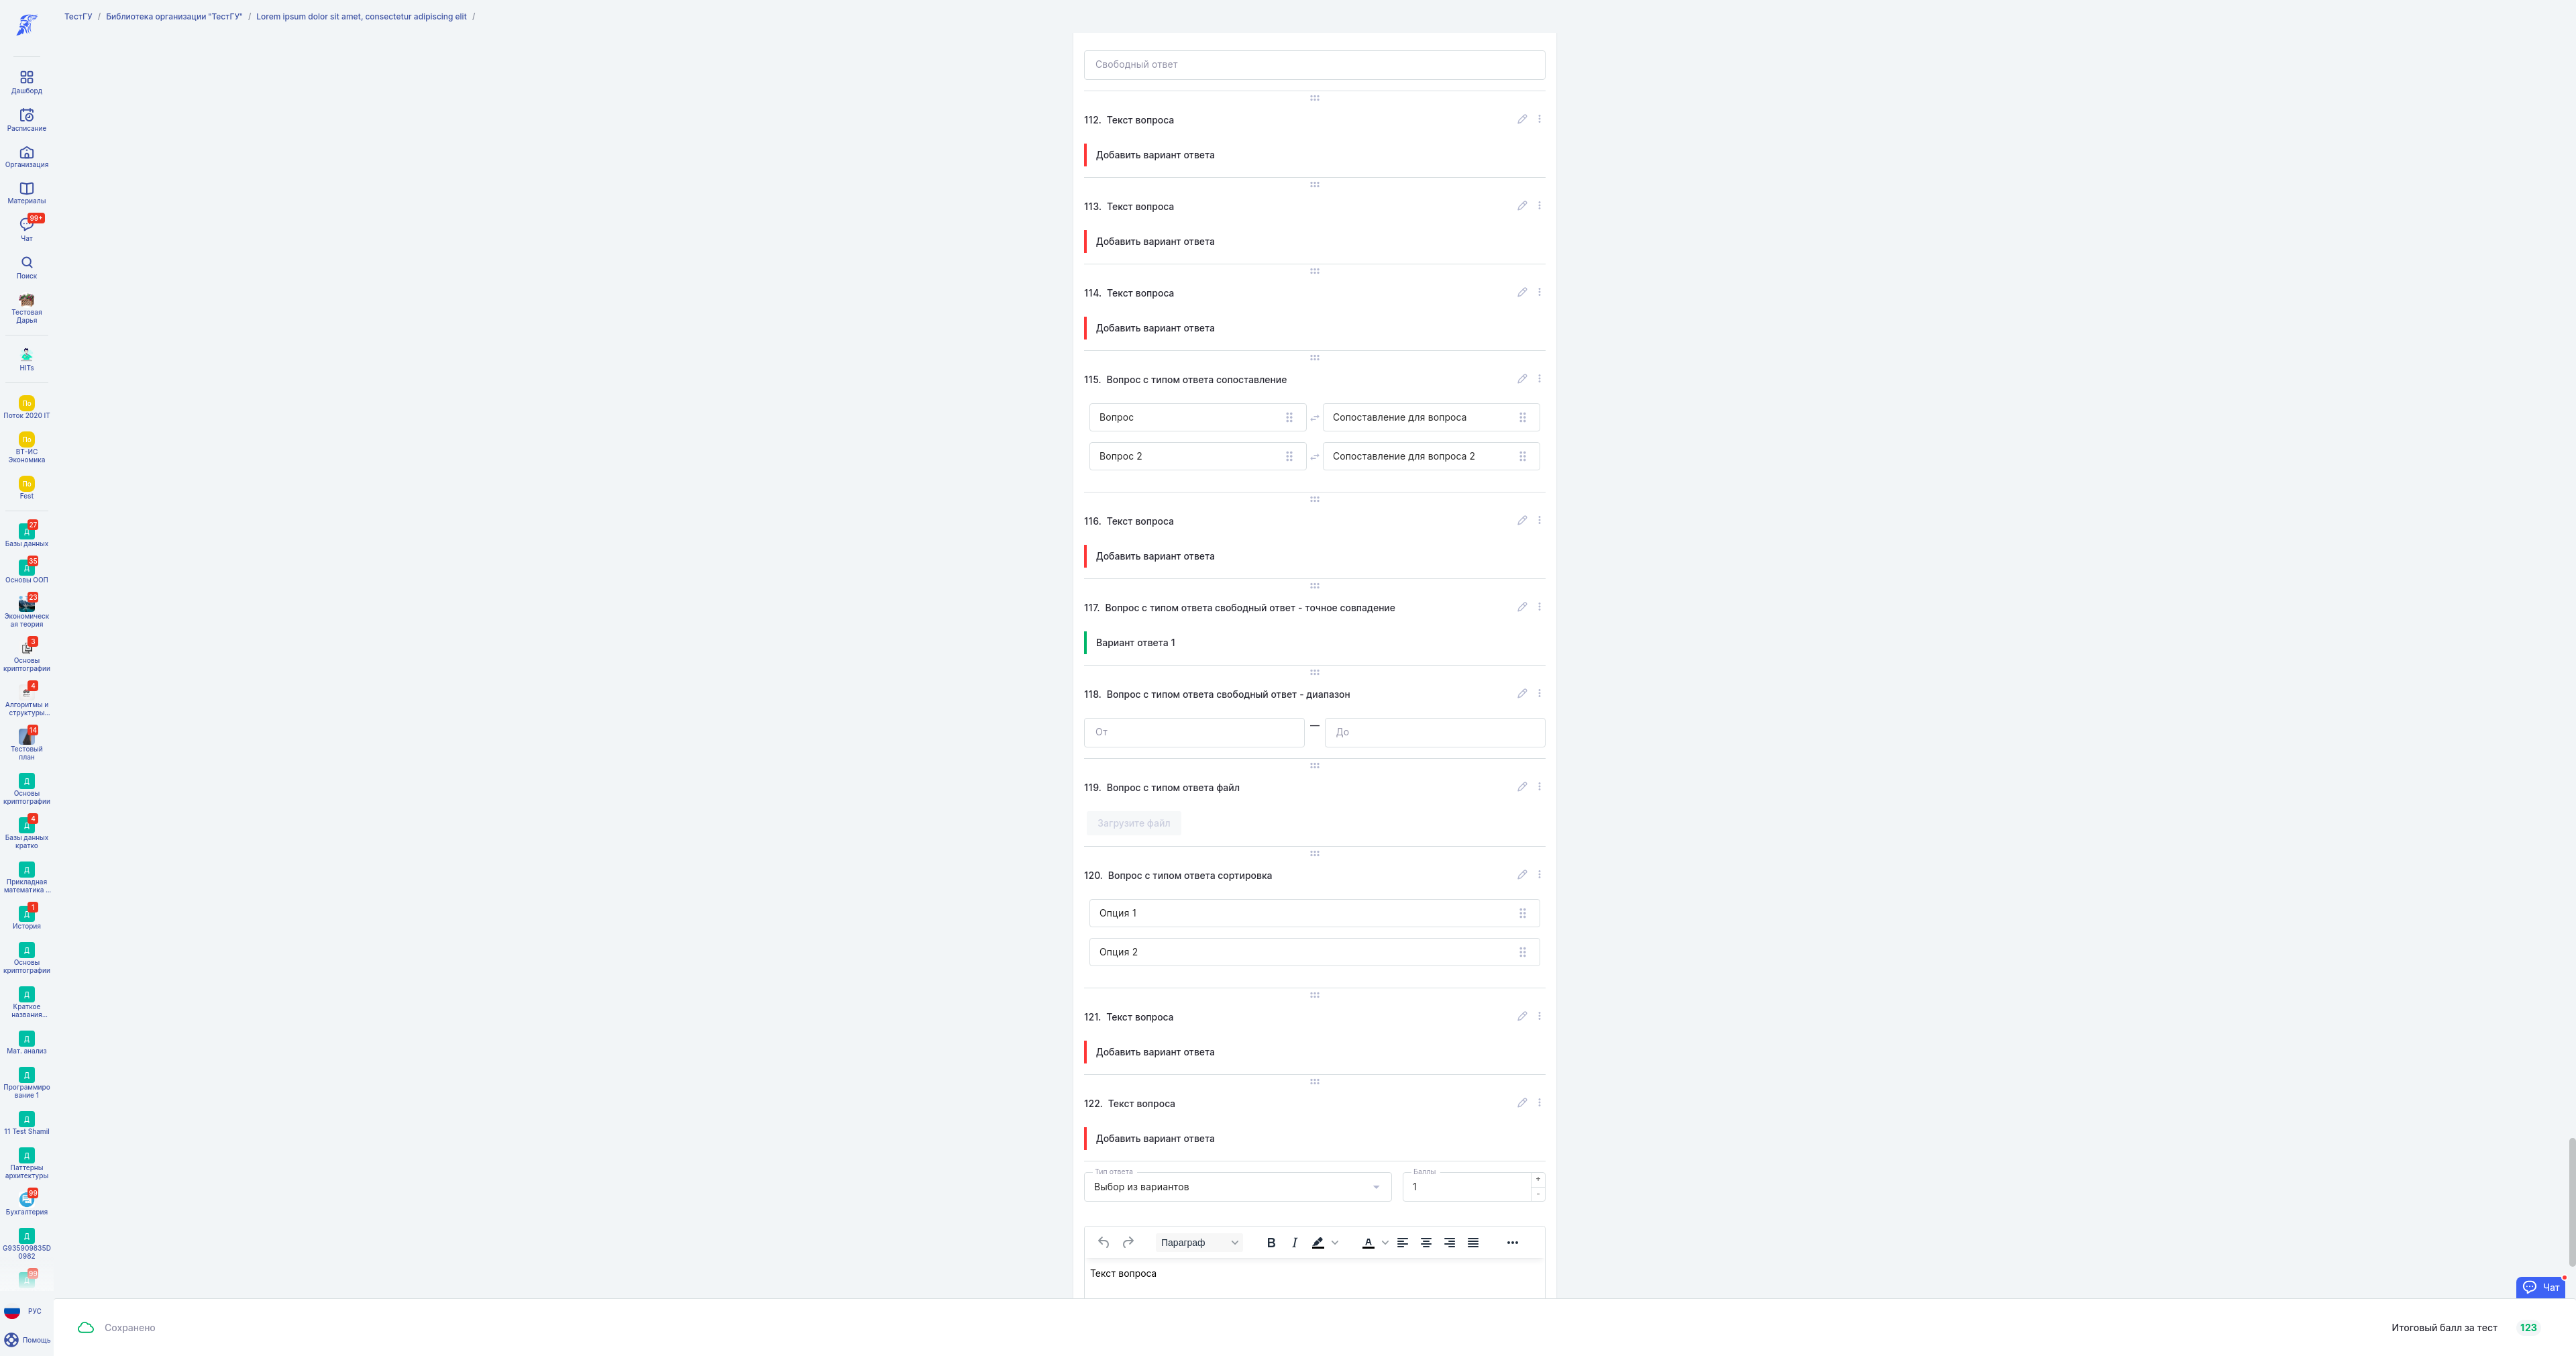 ТестГУ / Библиотека организации "ТестГУ" / Lorem ipsum dolor sit amet, consectetur adipiscing elit /
Дашборд
Расписание
Организация
Материалы
99+
Чат
Поиск
Тестовая
Дарья
HITs
По
Поток 2020 IT
По
ВТ-ИС
Экономика
По
Fest
27
Д
Базы данных
35
Д
Основы ООП
23
Экономическ
ая теория
3
Основы
криптографии
4
Алгоритмы и
структуры...
14
Тестовый
план
Д
Основы
криптографии
4
Д
Базы данных
кратко
Д
Прикладная
математика ...
1
Д
История
Д
Основы
криптографии
Д
Краткое
названия...
Д
Мат. анализ
Д
Программиро
вание 1
Д
11 Test Shamil
Д
Паттерны
архитектуры
99
Бухгалтерия
Д
G935909835D
0982
99
Д
РУС
Помощь
Свободный ответ
112. Текст вопроса
Добавить вариант ответа
113. Текст вопроса
Добавить вариант ответа
114. Текст вопроса
Добавить вариант ответа
115. Вопрос с типом ответа сопоставление
Вопрос Сопоставление для вопроса
Вопрос 2 Сопоставление для вопроса 2
116. Текст вопроса
Добавить вариант ответа
117. Вопрос с типом ответа свободный ответ - точное совпадение
Вариант ответа 1
118. Вопрос с типом ответа свободный ответ - диапазон
От — До
119. Вопрос с типом ответа файл
Загрузите файл
120. Вопрос с типом ответа сортировка
Опция 1
Опция 2
121. Текст вопроса
Добавить вариант ответа
122. Текст вопроса
Добавить вариант ответа
Тип ответа Баллы
Выбор из вариантов 1 + -
Параграф B I A
Текст вопроса
Чат
Сохранено Итоговый балл за тест 123